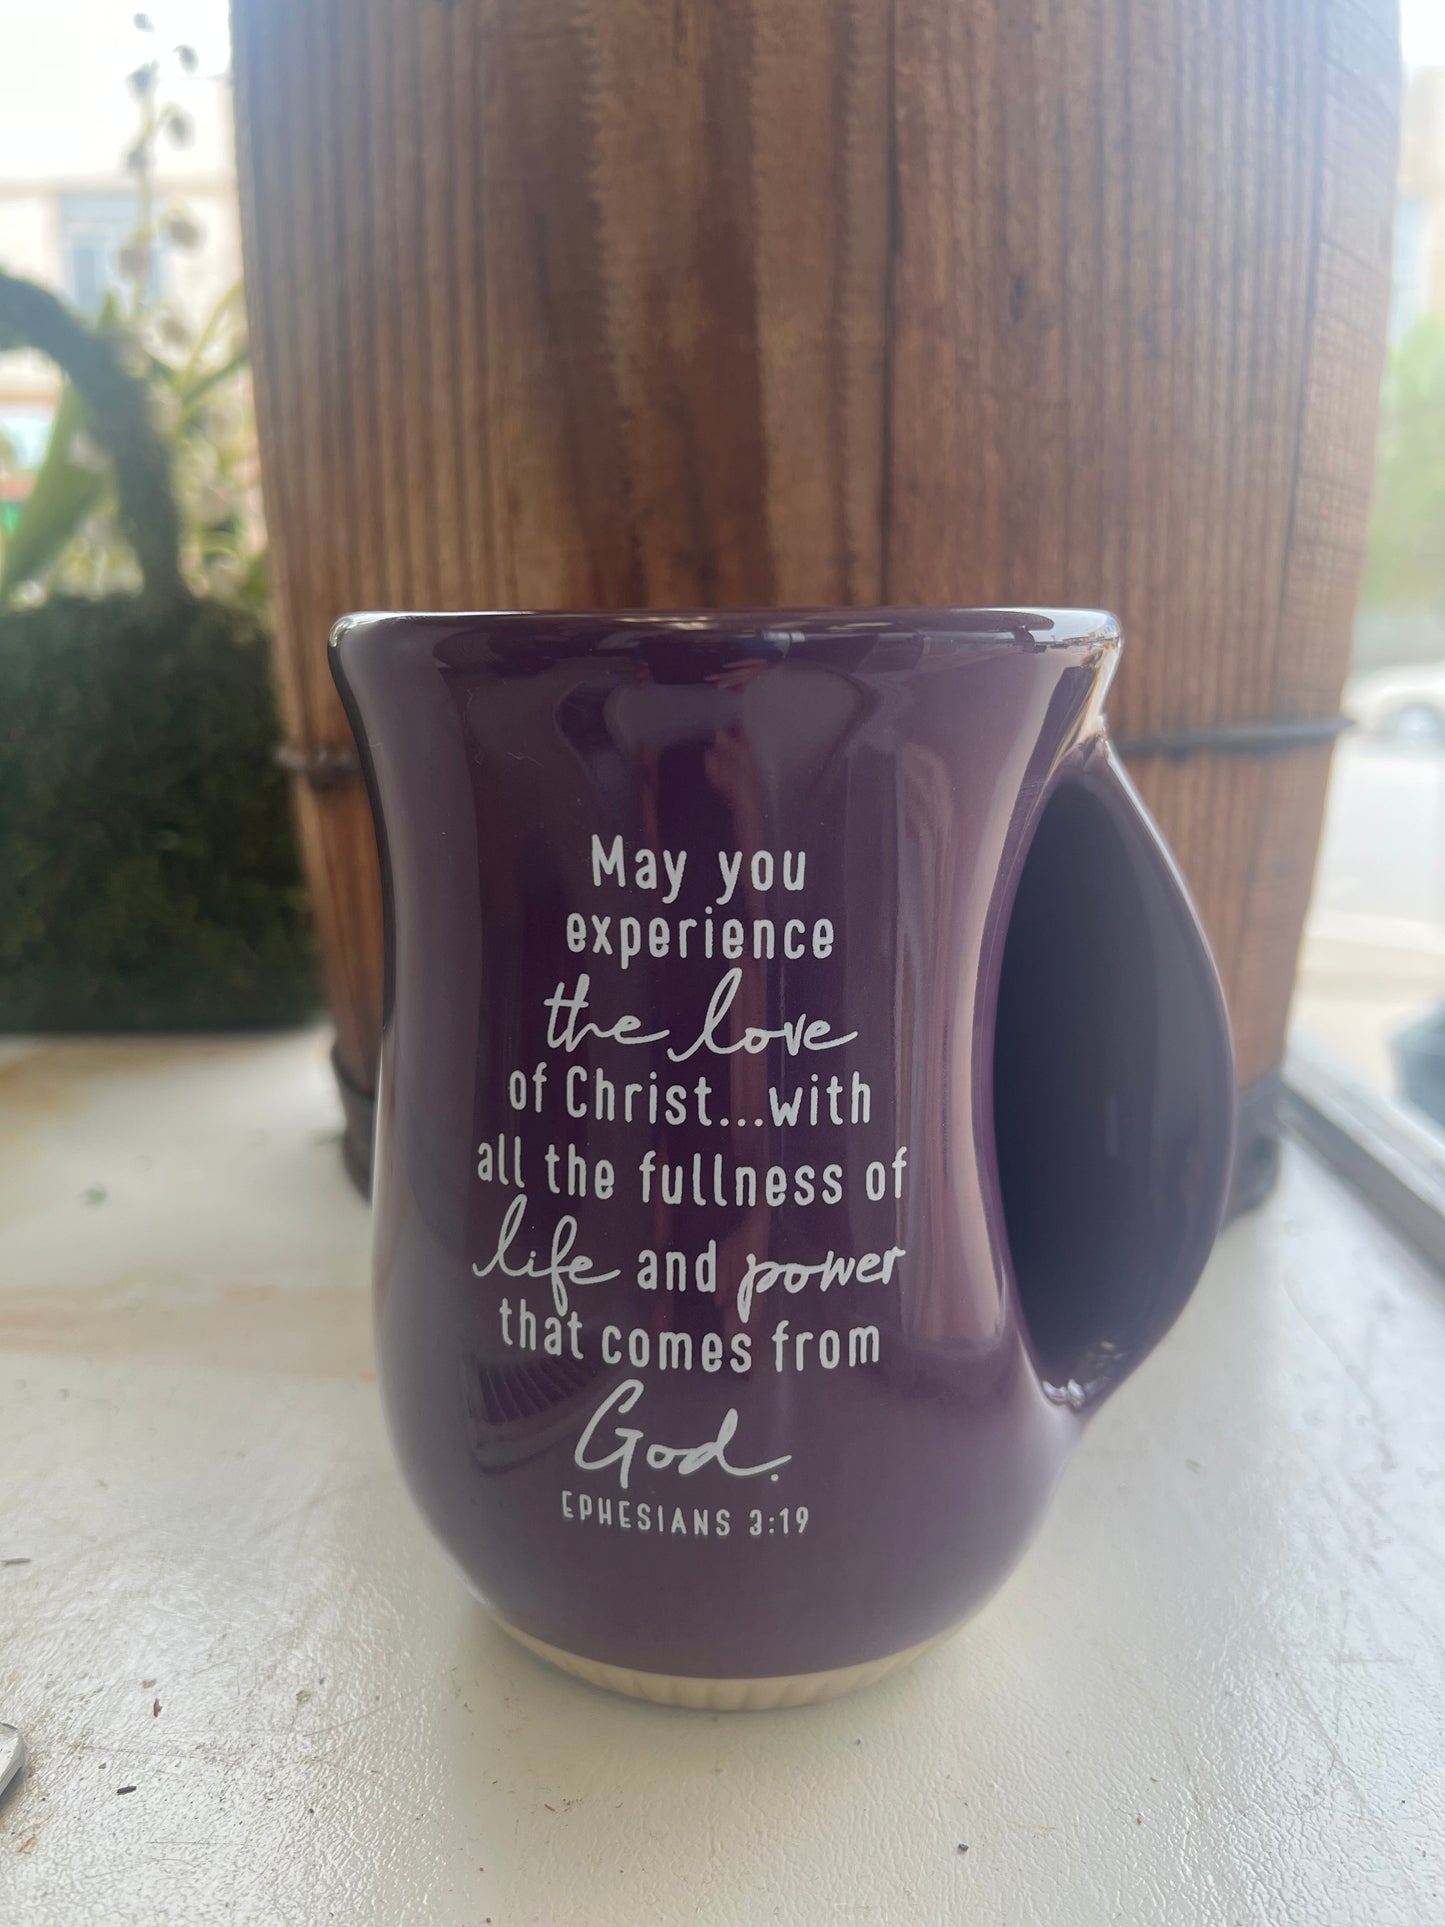 May you
experience
the love
of Christ...with
all the fullness of
life and power
that comes from
God.
EPHESIANS 3:19